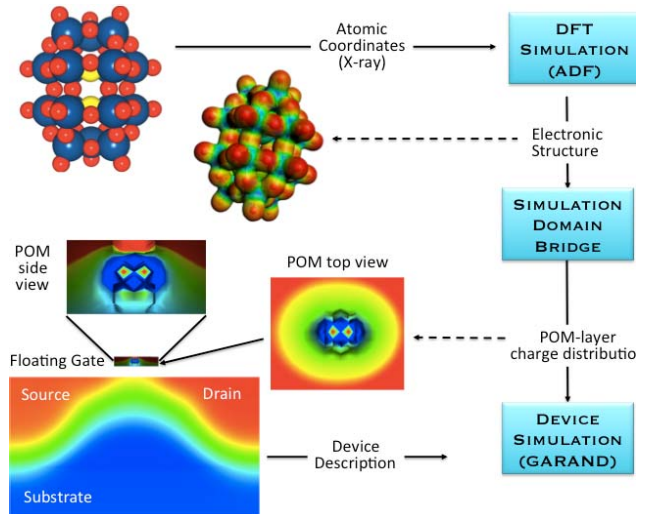 Atomic
Coordinates
(X-ray)
DFT
SIMULATION
(ADF)
Electronic
Structure
SIMULATION
DOMAIN
BRIDGE
POM
side
view
POM top view
POM-layer
charge distributio
Floating Gate
Source
Drain
Device
Description
DEVICE
SIMULATION
(GARAND)
Substrate